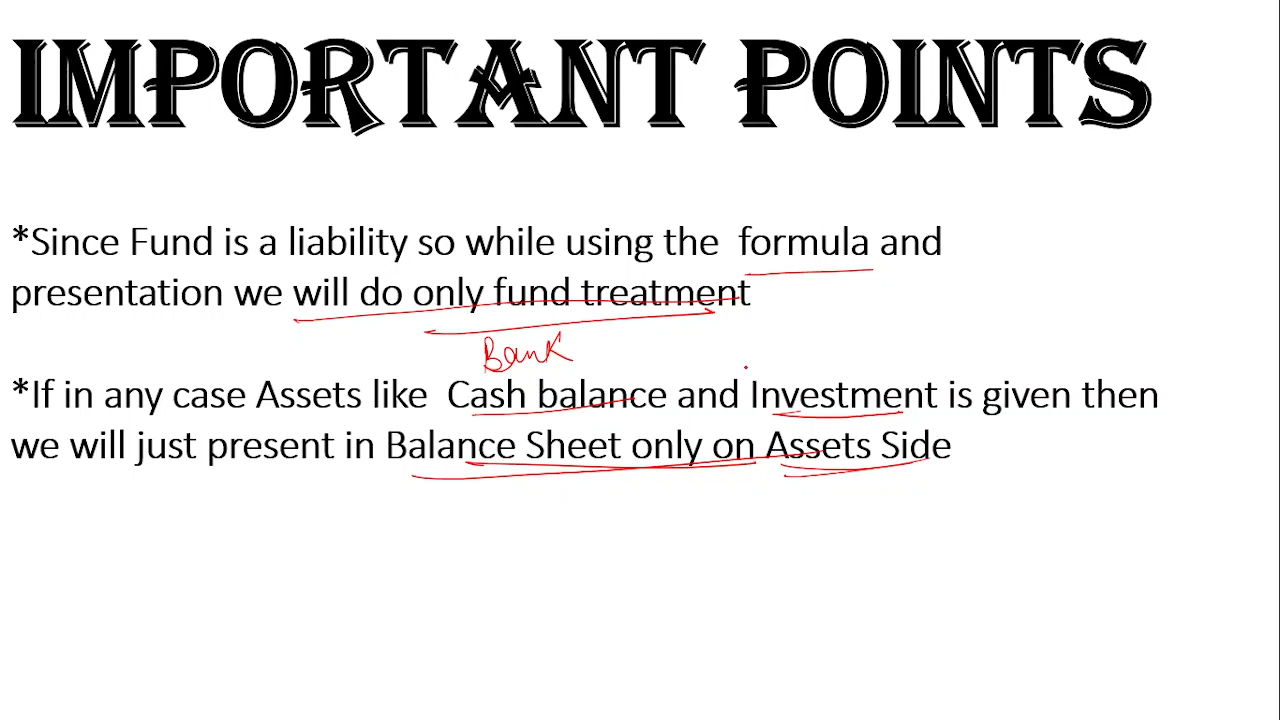 IMPORTANT POINTS
*Since Fund is a liability so while using the formula and
presentation we will do only fund treatment
Bank
*If in any case Assets like Cash balance and Investment is given then
we will just present in Balance Sheet only on Assets Side